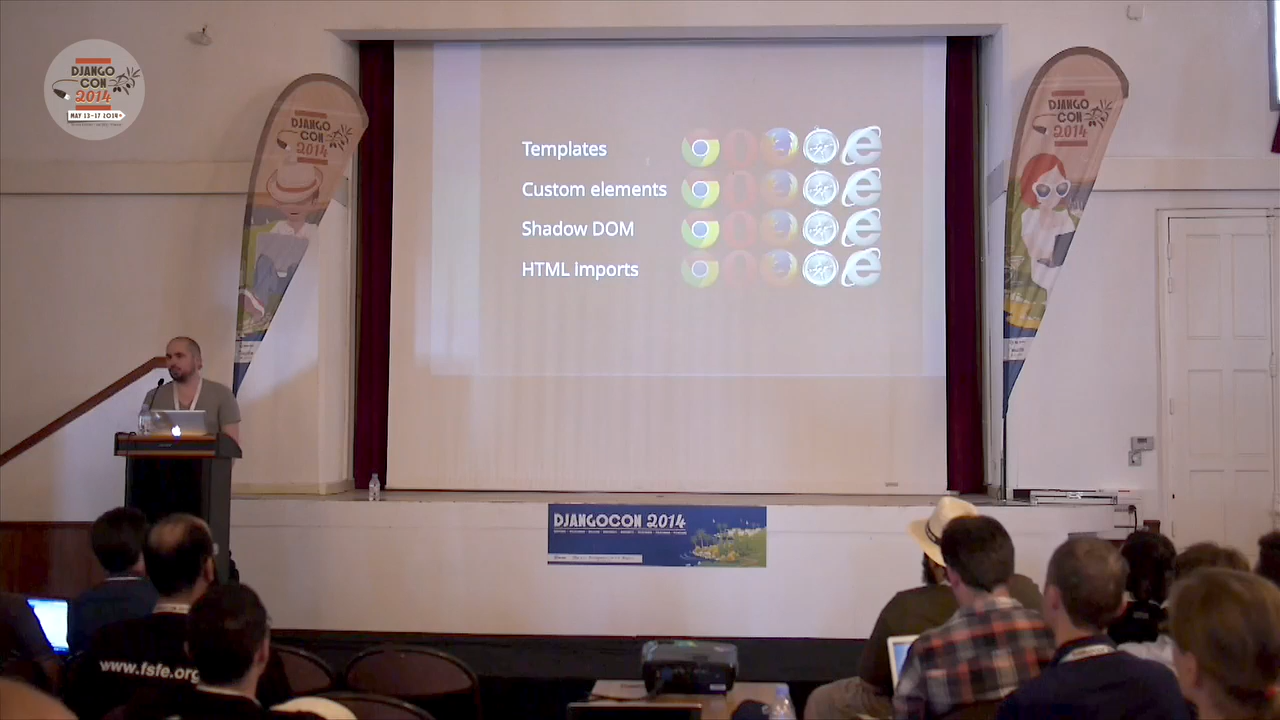 DJANGO
CON
2014
MAY 13-17 2014
DJANGO
CON
2014
Templates
Custom elements
Shadow DOM
HTML imports
DJANGO
CON
2014
DJANGOCON 2014
www.fsfe.org